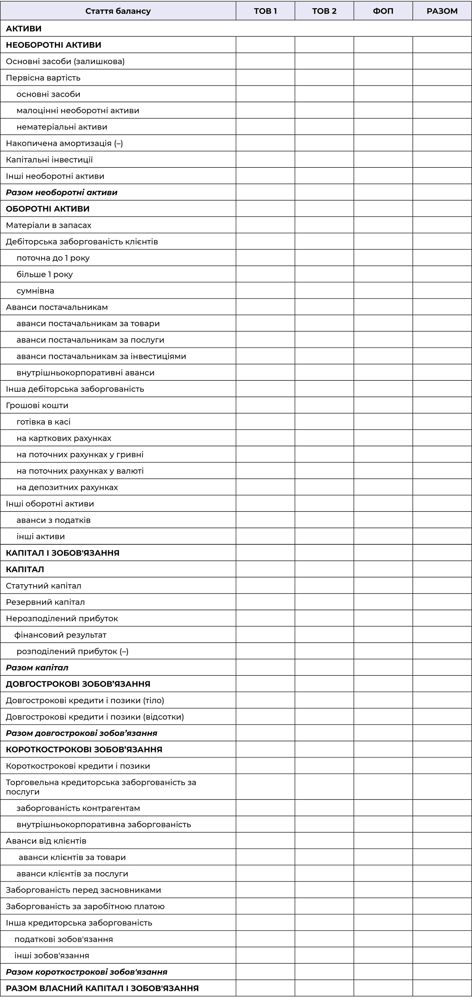 Стаття балансу ТОВ 1 ТОВ 2 ФОП РАЗОМ
АКТИВИ
НЕОБОРОТНІ АКТИВИ
Основні засоби (залишкова)
Первісна вартість
основні засоби
малоцінні необоротні активи
нематеріальні активи
Накопичена амортизація (–)
Капітальні інвестиції
Інші необоротні активи
Разом необоротні активи
ОБОРОТНІ АКТИВИ
Матеріали в запасах
Дебіторська заборгованість клієнтів
поточна до 1 року
більше 1 року
сумнівна
Аванси постачальникам
аванси постачальникам за товари
аванси постачальникам за послуги
аванси постачальникам за інвестиціями
внутрішньокорпоративні аванси
Інша дебіторська заборгованість
Грошові кошти
готівка в касі
на карткових рахунках
на поточних рахунках у гривні
на поточних рахунках у валюті
на депозитних рахунках
Інші оборотні активи
аванси з податків
інші активи
КАПІТАЛ І ЗОБОВ'ЯЗАННЯ
КАПІТАЛ
Статутний капітал
Резервний капітал
Нерозподілений прибуток
фінансовий результат
розподілений прибуток (–)
Разом капітал
ДОВГОСТРОКОВІ ЗОБОВ’ЯЗАННЯ
Довгострокові кредити і позики (тіло)
Довгострокові кредити і позики (відсотки)
Разом довгострокові зобов’язання
КОРОТКОСТРОКОВІ ЗОБОВ’ЯЗАННЯ
Короткострокові кредити і позики
Торговельна кредиторська заборгованість за
послуги
заборгованість контрагентам
внутрішньокорпоративна заборгованість
Аванси від клієнтів
аванси клієнтів за товари
аванси клієнтів за послуги
Заборгованість перед засновниками
Заборгованість за заробітною платою
Інша кредиторська заборгованість
податкові зобов'язання
інші зобов'язання
Разом короткострокові зобов'язання
РАЗОМ ВЛАСНИЙ КАПІТАЛ І ЗОБОВ'ЯЗАННЯ